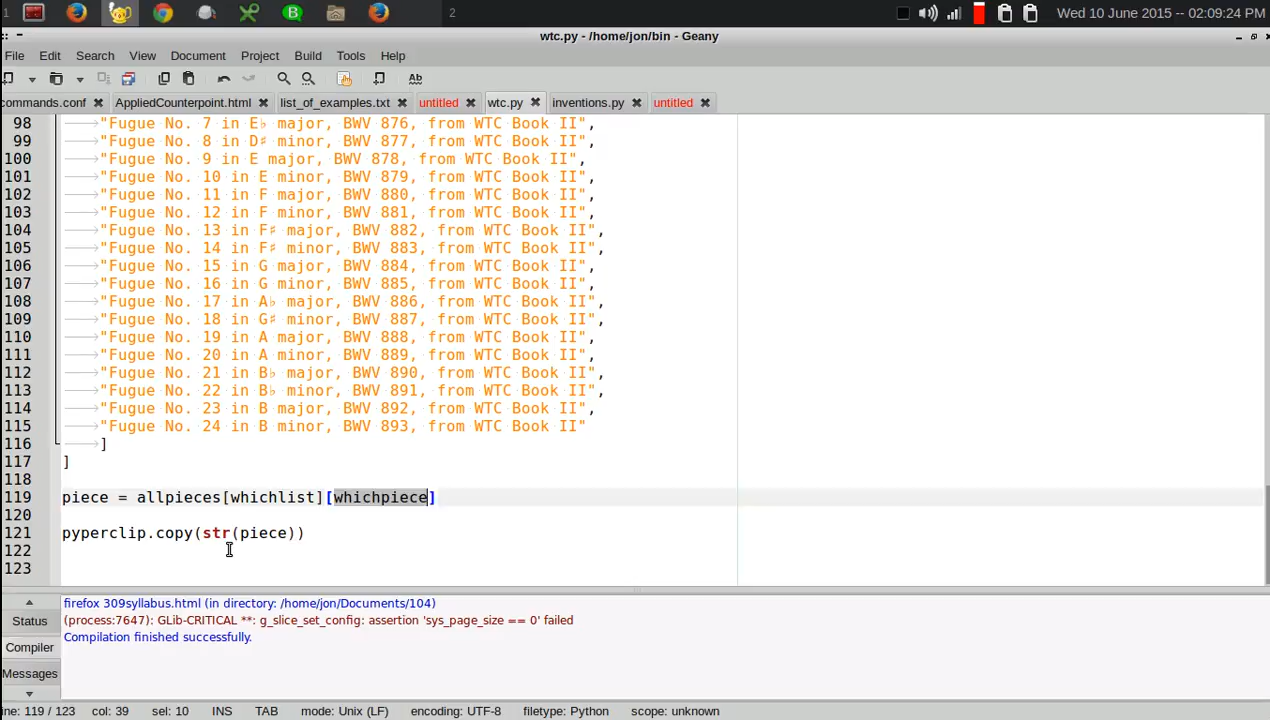 1
2
Wed 10 June 2015 -- 02:09:24 PM
wtc.py - /home/jon/bin - Geany
File Edit Search View Document Project Build Tools Help
commands.conf AppliedCounterpoint.html list_of_examples.txt untitled wtc.py inventions.py untitled
98 "Fugue No. 7 in E♭ major, BWV 876, from WTC Book II",
99 "Fugue No. 8 in D♯ minor, BWV 877, from WTC Book II",
100 "Fugue No. 9 in E major, BWV 878, from WTC Book II",
101 "Fugue No. 10 in E minor, BWV 879, from WTC Book II",
102 "Fugue No. 11 in F major, BWV 880, from WTC Book II",
103 "Fugue No. 12 in F minor, BWV 881, from WTC Book II",
104 "Fugue No. 13 in F♯ major, BWV 882, from WTC Book II",
105 "Fugue No. 14 in F♯ minor, BWV 883, from WTC Book II",
106 "Fugue No. 15 in G major, BWV 884, from WTC Book II",
107 "Fugue No. 16 in G minor, BWV 885, from WTC Book II",
108 "Fugue No. 17 in A♭ major, BWV 886, from WTC Book II",
109 "Fugue No. 18 in G♯ minor, BWV 887, from WTC Book II",
110 "Fugue No. 19 in A major, BWV 888, from WTC Book II",
111 "Fugue No. 20 in A minor, BWV 889, from WTC Book II",
112 "Fugue No. 21 in B♭ major, BWV 890, from WTC Book II",
113 "Fugue No. 22 in B♭ minor, BWV 891, from WTC Book II",
114 "Fugue No. 23 in B major, BWV 892, from WTC Book II",
115 "Fugue No. 24 in B minor, BWV 893, from WTC Book II"
116 ]
117 ]
118
119 piece = allpieces[whichlist][whichpiece]
120
121 pyperclip.copy(str(piece))
122
123
firefox 309syllabus.html (in directory: /home/jon/Documents/104)
Status
(process:7647): GLib-CRITICAL **: g_slice_set_config: assertion 'sys_page_size == 0' failed
Compilation finished successfully.
Compiler
Messages
ine: 119 / 123 col: 39 sel: 10 INS TAB mode: Unix (LF) encoding: UTF-8 filetype: Python scope: unknown